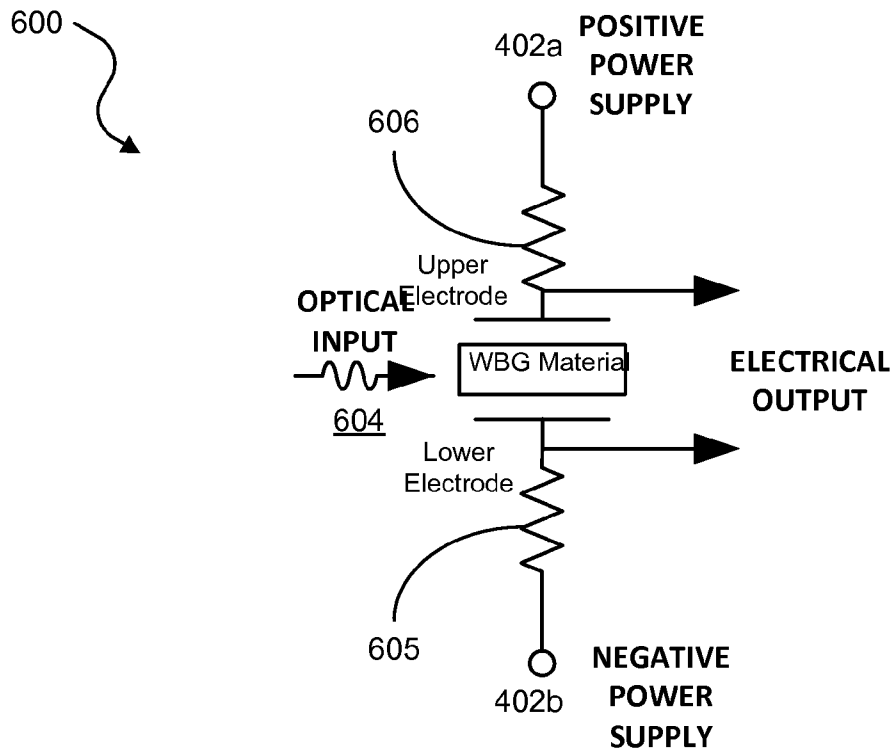 600
402a
POSITIVE
POWER
SUPPLY
606
Upper
Electrode
OPTICAL
INPUT
604
WBG Material
ELECTRICAL
OUTPUT
Lower
Electrode
605
402b
NEGATIVE
POWER
SUPPLY